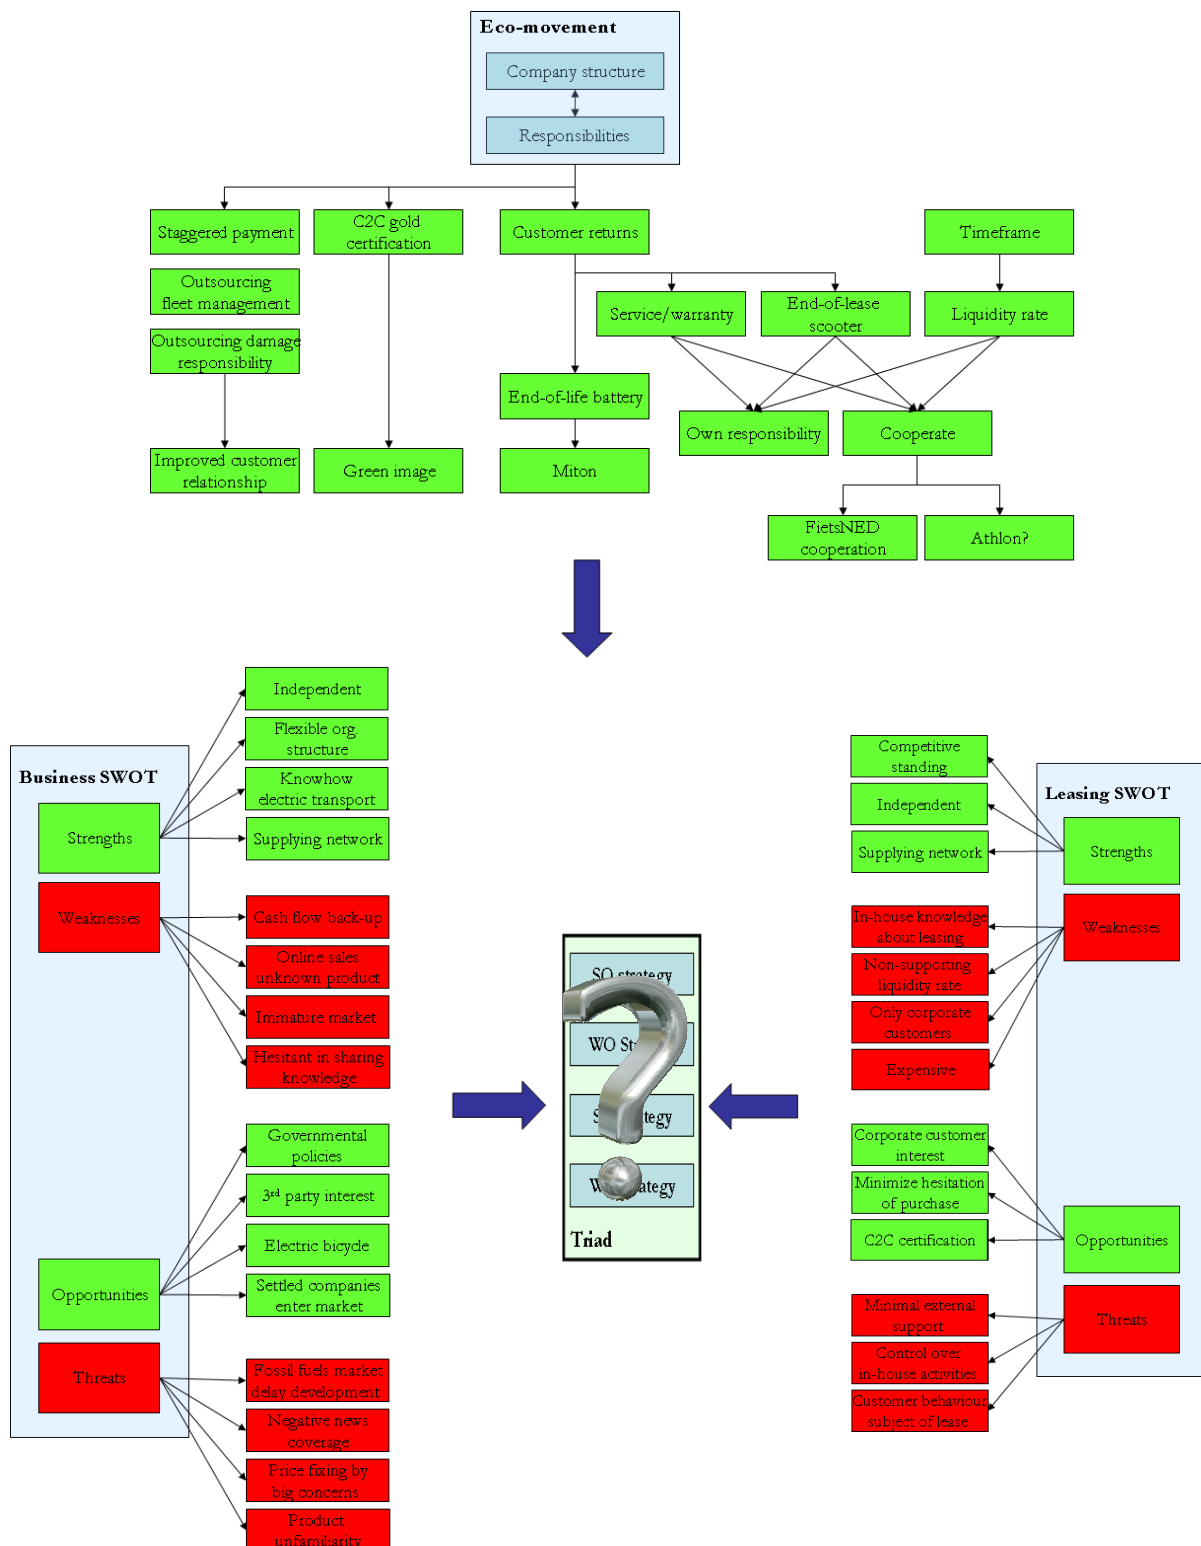 Eco-movement
Company structure
Responsibilities
Staggered payment
C2C gold
certification
Customer returns
Timeframe
Outsourcing
fleet management
Service/warranty
End-of-lease
scooter
Liquidity rate
Outsourcing damage
responsibility
End-of-life battery
Own responsibility
Cooperate
Improved customer
relationship
Green image
Miton
FietsNED
cooperation
Athlon?
Business SWOT
Strengths
Independent
Flexible org.
structure
Knowhow
electric transport
Supplying network
Weaknesses
Cash flow back-up
Online sales
unknown product
Immature market
Hesitant in sharing
knowledge
Opportunities
Governmental
policies
3rd party interest
Electric bicycle
Settled companies
enter market
Threats
Fossil fuels market
delay development
Negative news
coverage
Price fixing by
big concerns
Product
unfamiliarity
SO strategy
WO
Triad
Leasing SWOT
Strengths
Competitive
standing
Independent
Supplying network
Weaknesses
In-house knowledge
about leasing
Non-supporting
liquidity rate
Only corporate
customers
Expensive
Opportunities
Corporate customer
interest
Minimize hesitation
of purchase
C2C certification
Threats
Minimal external
support
Control over
in-house activities
Customer behaviour
subject of lease